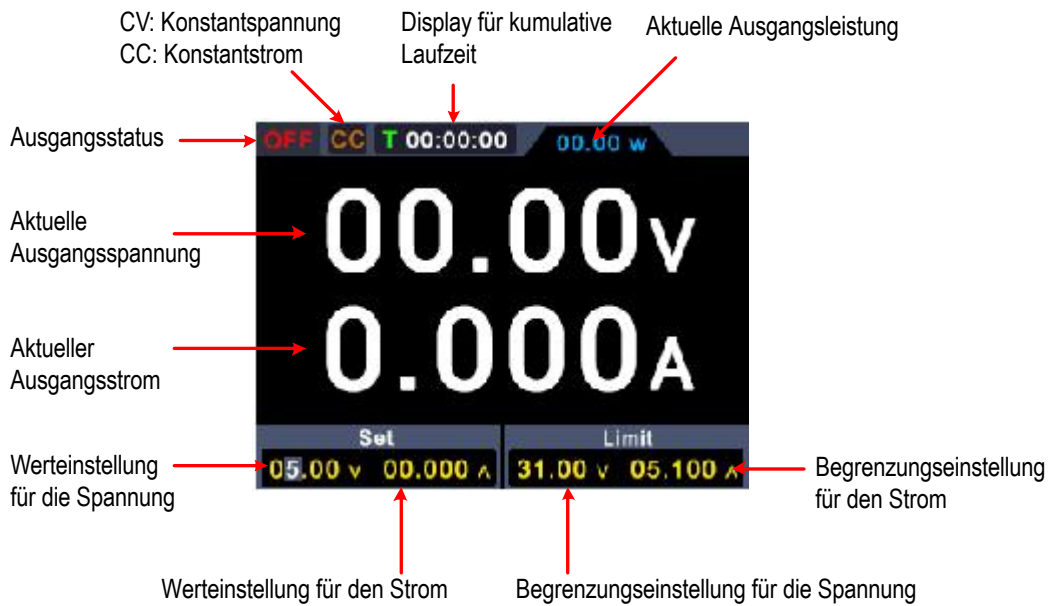 CV: Konstantspannung
CC: Konstantstrom
Display für kumulative
Laufzeit
Aktuelle Ausgangsleistung
Ausgangsstatus
OFF CC T 00:00:00 00.00 W
Aktuelle
Ausgangsspannung
00.00V
Aktueller
Ausgangsstrom
0.000A
Set Limit
Werteinstellung
für die Spannung
05.00 V 00.000 A 31.00 V 05.100 A
Begrenzungseinstellung
für den Strom
Werteinstellung für den Strom
Begrenzungseinstellung für die Spannung